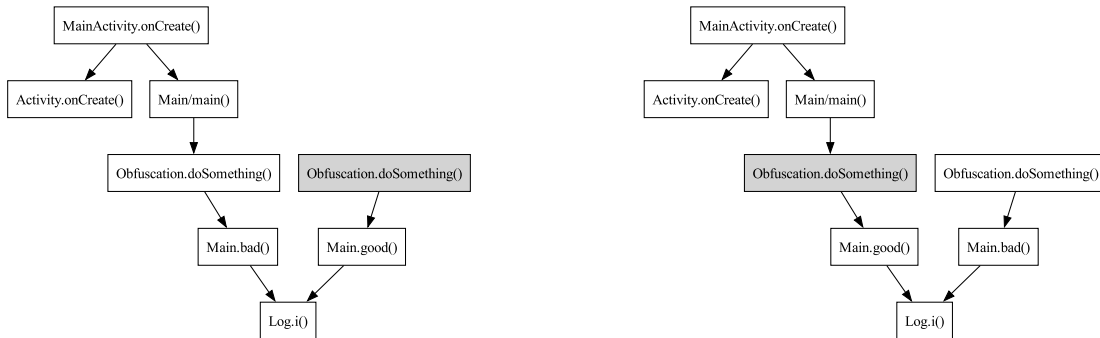 MainActivity.onCreate()
Activity.onCreate()
Main/main()
Obfuscation.doSomething()
Obfuscation.doSomething()
Main.bad()
Main.good()
Log.i()
MainActivity.onCreate()
Activity.onCreate()
Main/main()
Obfuscation.doSomething()
Obfuscation.doSomething()
Main.good()
Main.bad()
Log.i()